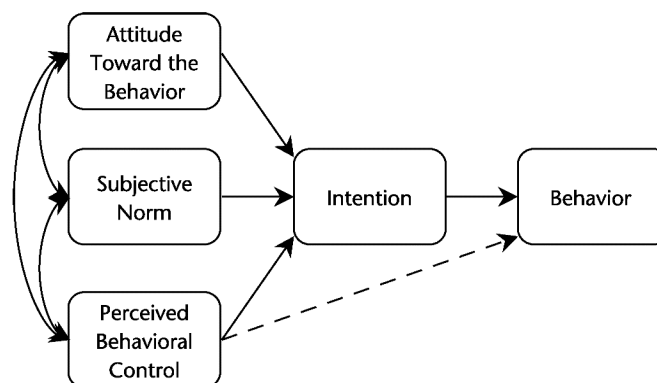 Attitude
Toward the
Behavior
Subjective
Norm
Intention
Behavior
Perceived
Behavioral
Control